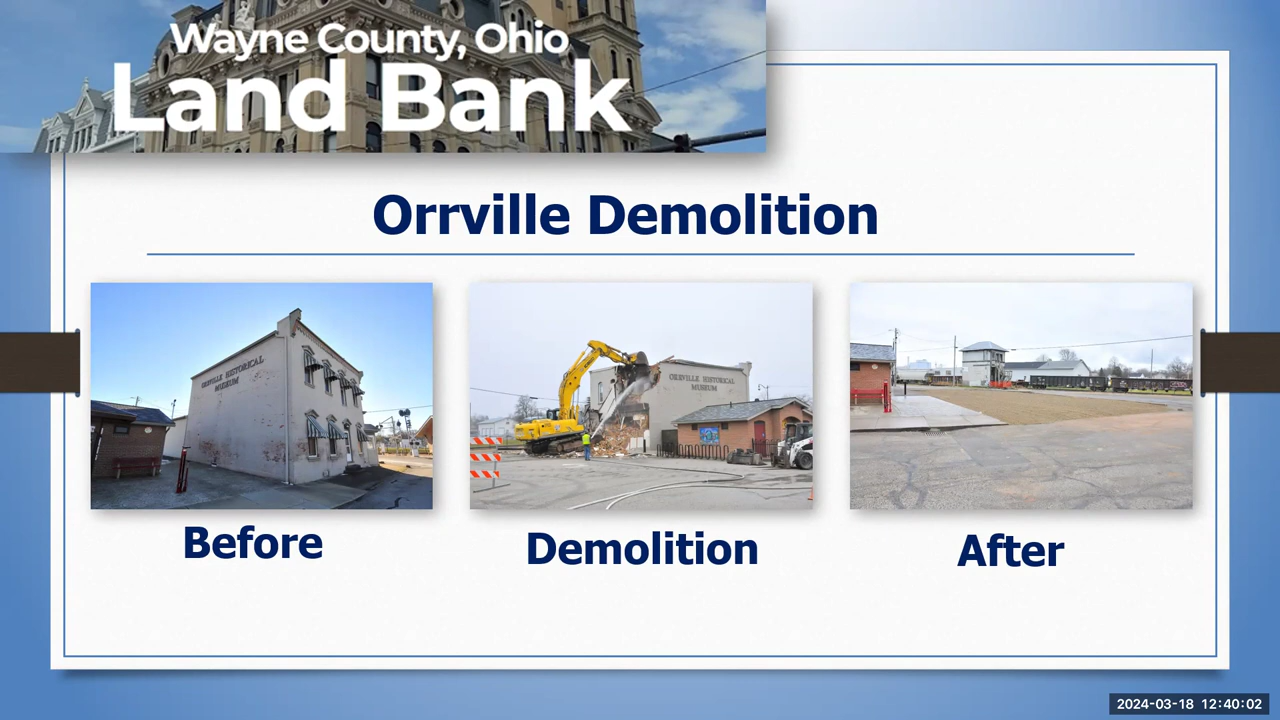 Wayne County, Ohio
Land Bank
Orrville Demolition
ORRVILLE HISTORICAL
MUSEUM
ORRVILLE HISTORICAL
MUSEUM
Before
Demolition
After
2024-03-18 12:40:02